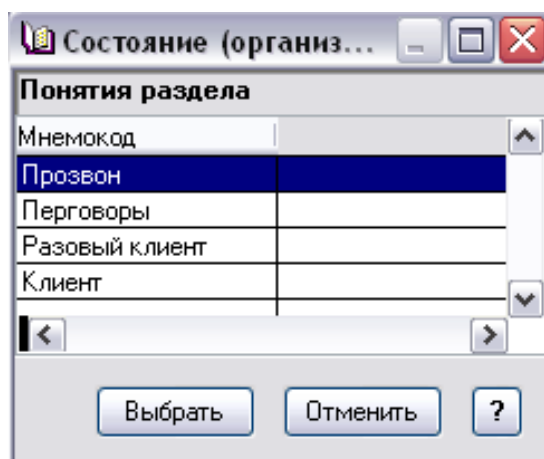 Состояние (организ...
Понятия раздела
Мнемокод
Прозвон
Перговоры
Разовый клиент
Клиент
Выбрать Отменить ?